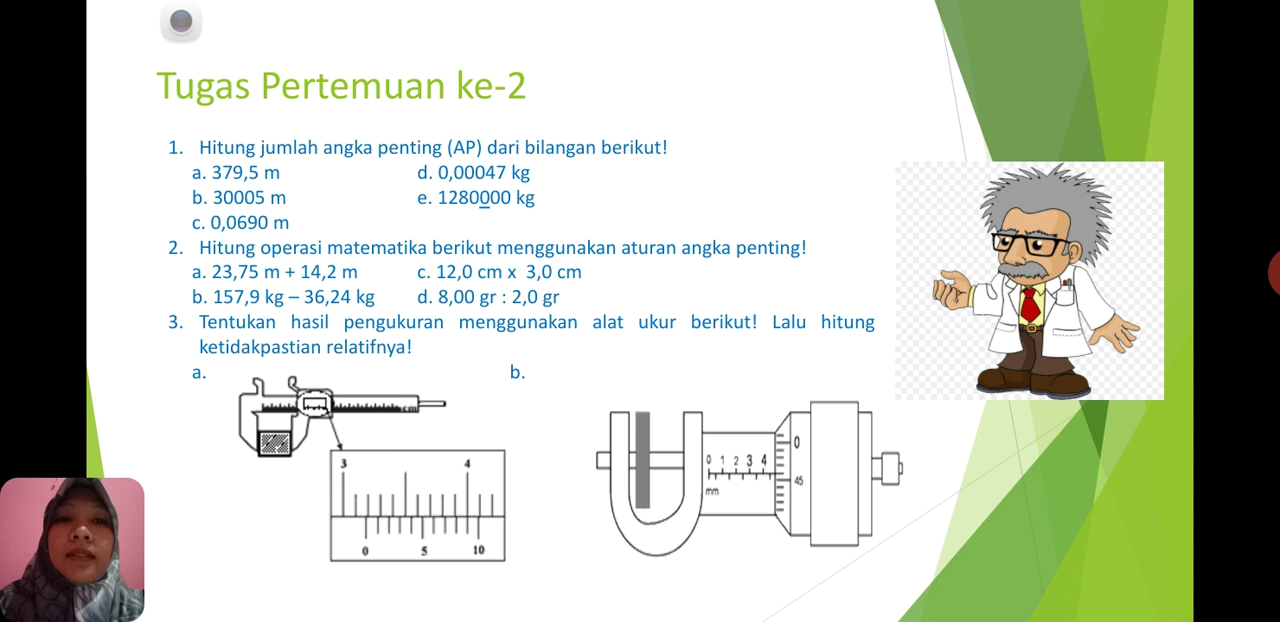 Tugas Pertemuan ke-2
1. Hitung jumlah angka penting (AP) dari bilangan berikut!
a. 379,5 m d. 0,00047 kg
b. 30005 m e. 1280000 kg
c. 0,0690 m
2. Hitung operasi matematika berikut menggunakan aturan angka penting!
a. 23,75 m + 14,2 m c. 12,0 cm x 3,0 cm
b. 157,9 kg – 36,24 kg d. 8,00 gr : 2,0 gr
3. Tentukan hasil pengukuran menggunakan alat ukur berikut! Lalu hitung
ketidakpastian relatifnya!
a. b.
cm
3 4
0 5 10
0 1 2 3 4
mm
0
45